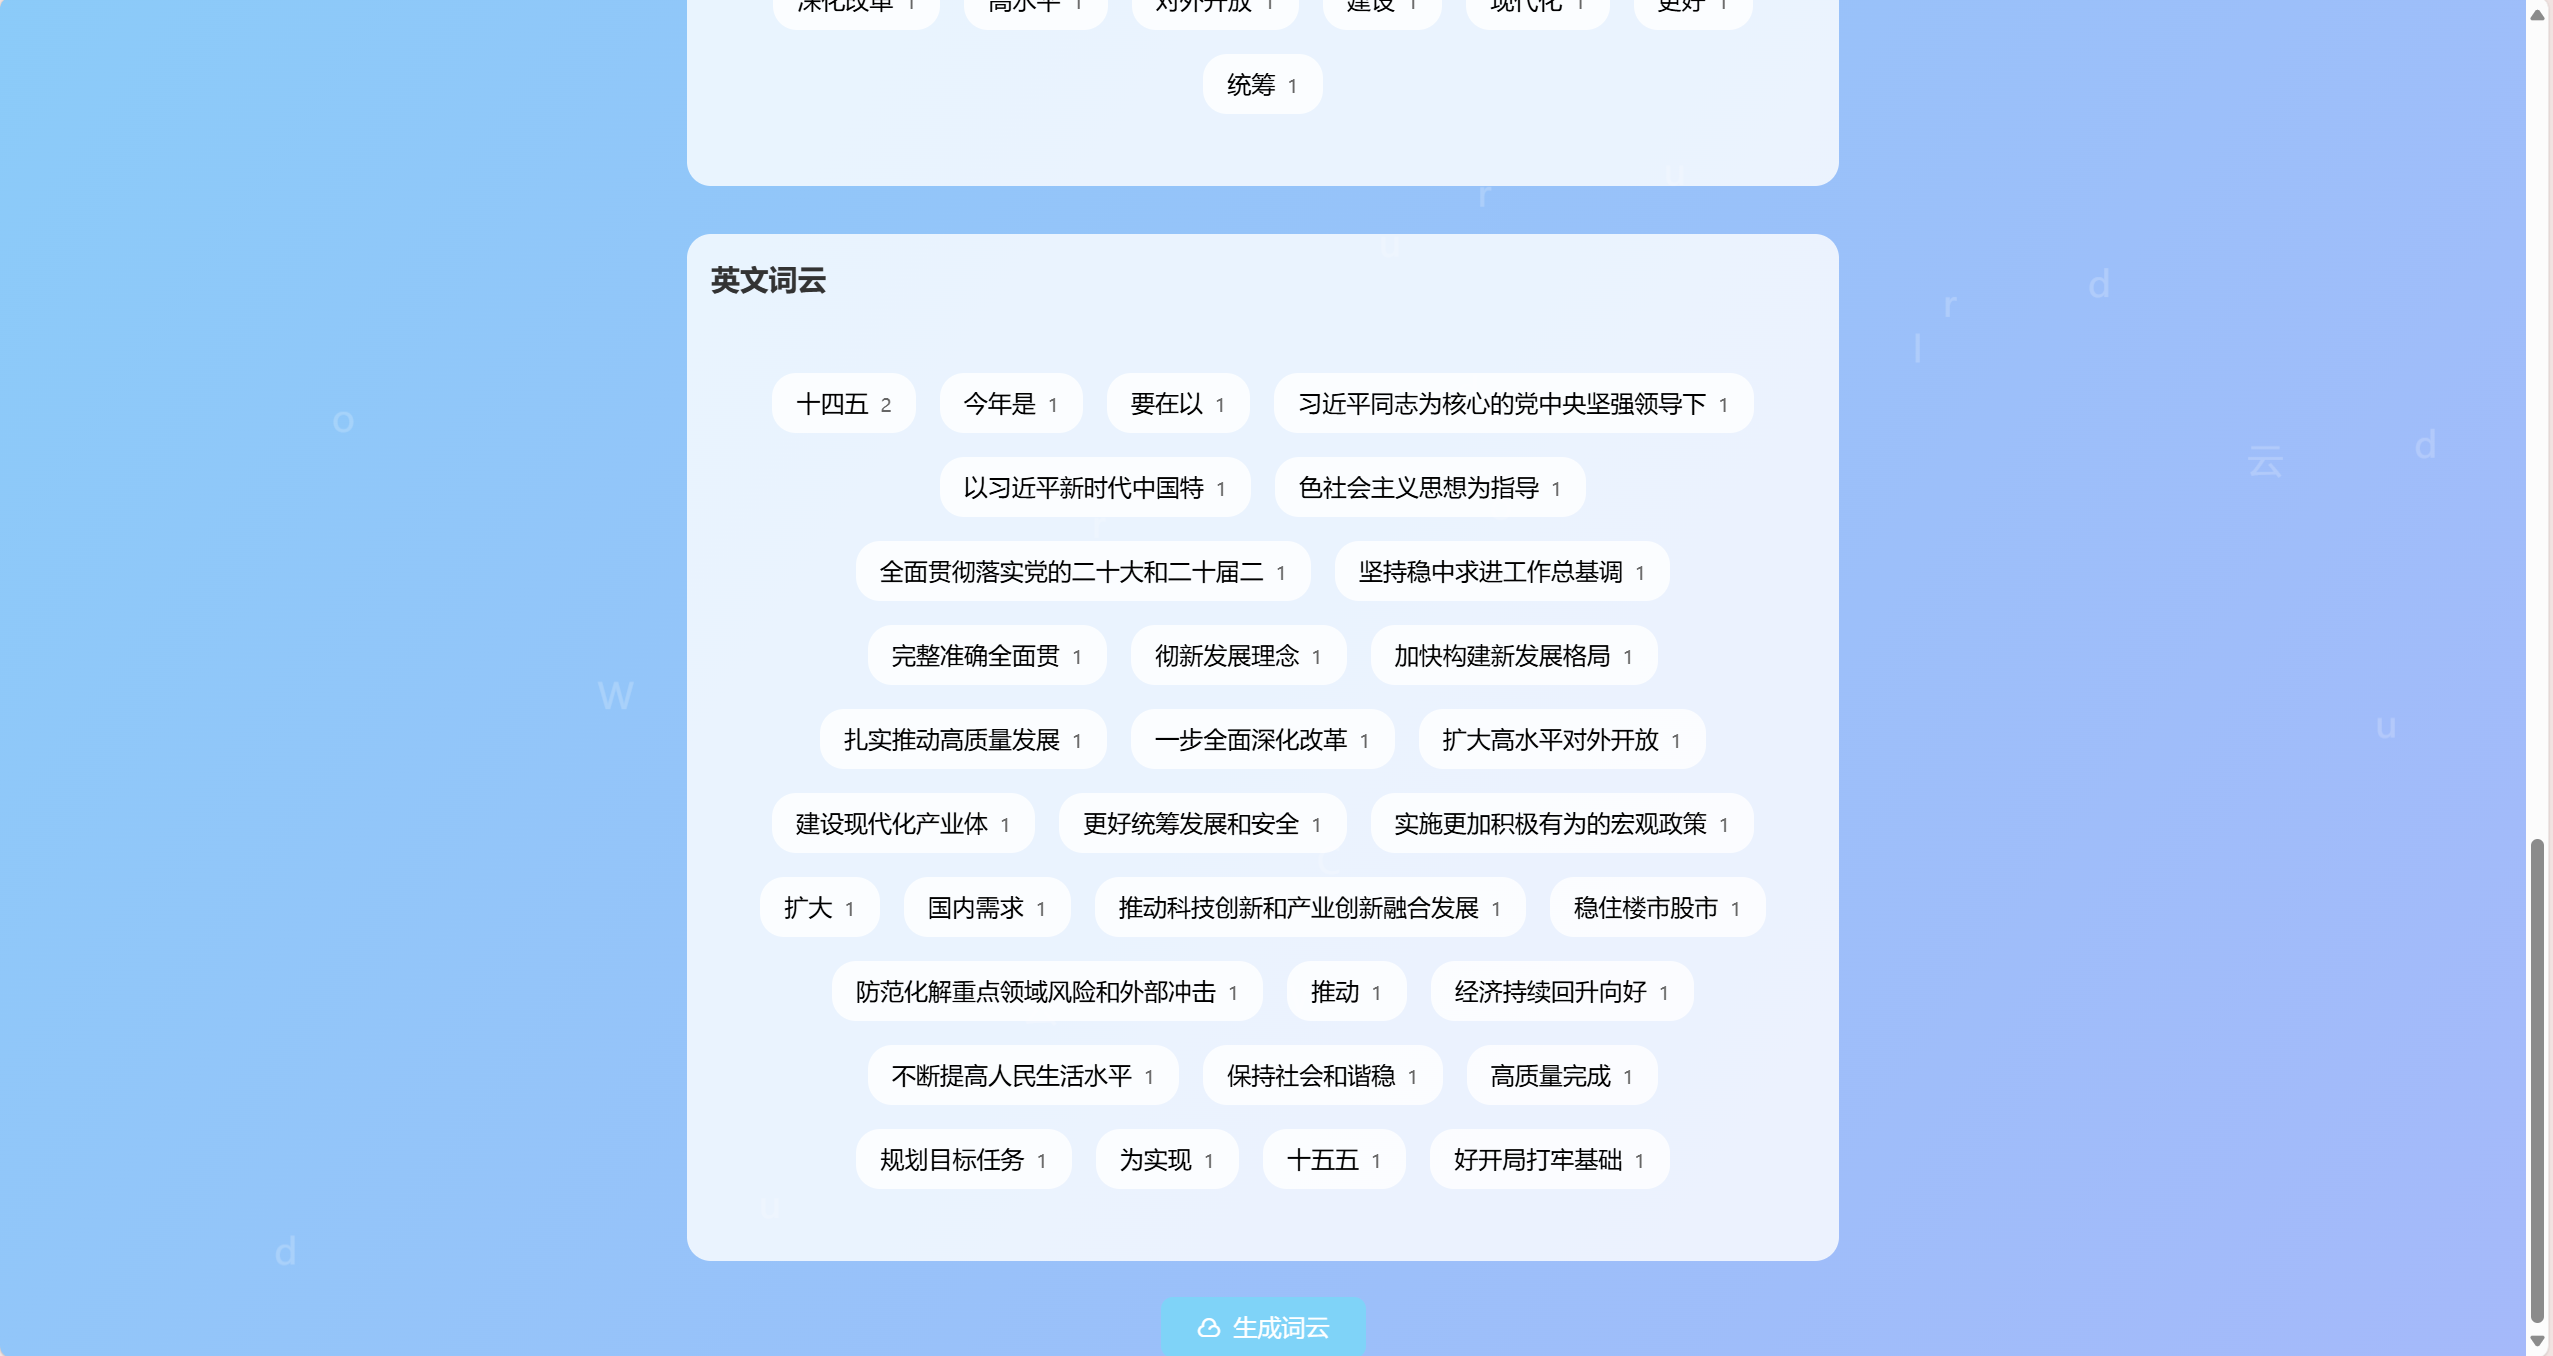 深化改革 1 高水平 1 对外开放 1 建设 1 现代化 1 更好 1
统筹 1
r
u
英文词云
d
r
l
十四五 2 今年是 1 要在以 1 习近平同志为核心的党中央坚强领导下 1
o
d
云
以习近平新时代中国特 1 色社会主义思想为指导 1
全面贯彻落实党的二十大和二十届二 1 坚持稳中求进工作总基调 1
完整准确全面贯 1 彻新发展理念 1 加快构建新发展格局 1
W
u
扎实推动高质量发展 1 一步全面深化改革 1 扩大高水平对外开放 1
建设现代化产业体 1 更好统筹发展和安全 1 实施更加积极有为的宏观政策 1
扩大 1 国内需求 1 推动科技创新和产业创新融合发展 1 稳住楼市股市 1
防范化解重点领域风险和外部冲击 1 推动 1 经济持续回升向好 1
不断提高人民生活水平 1 保持社会和谐稳 1 高质量完成 1
规划目标任务 1 为实现 1 十五五 1 好开局打牢基础 1
u
d
生成词云